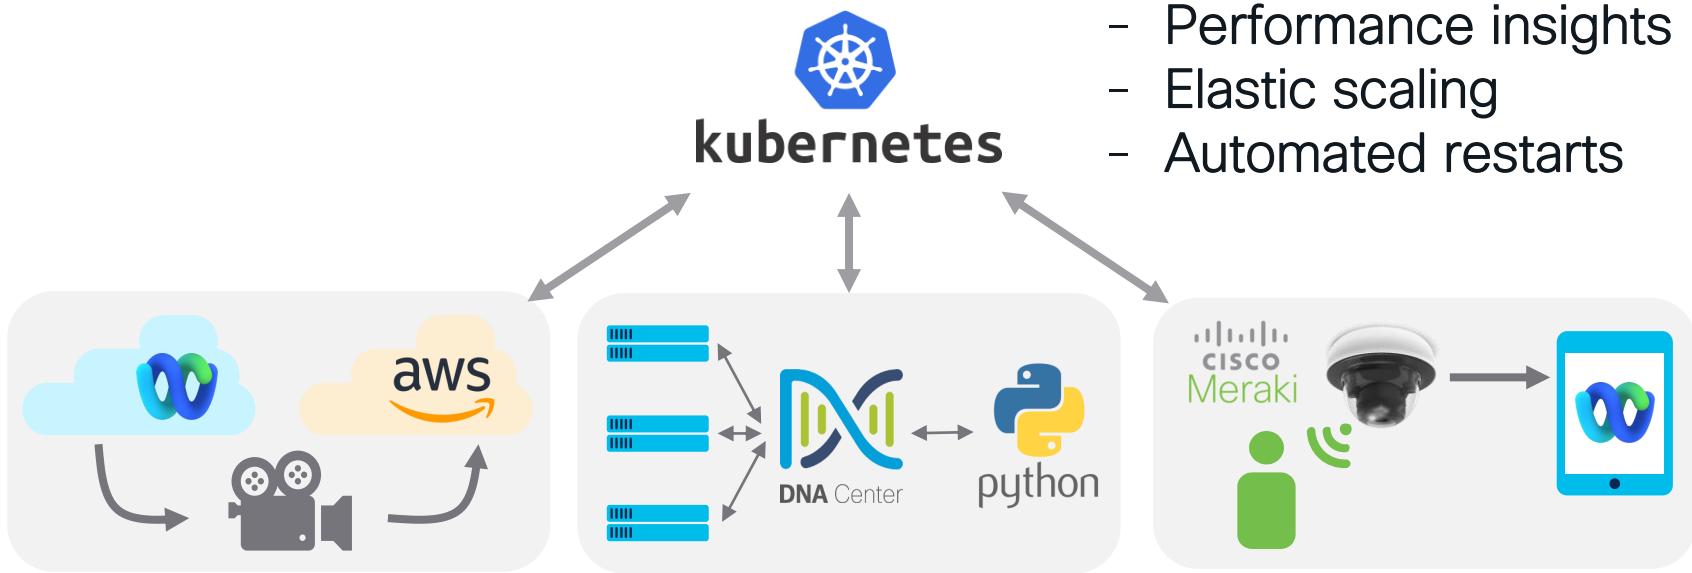 kubernetes
- Performance insights
- Elastic scaling
- Automated restarts
aws
DNA Center
python
CISCO
Meraki